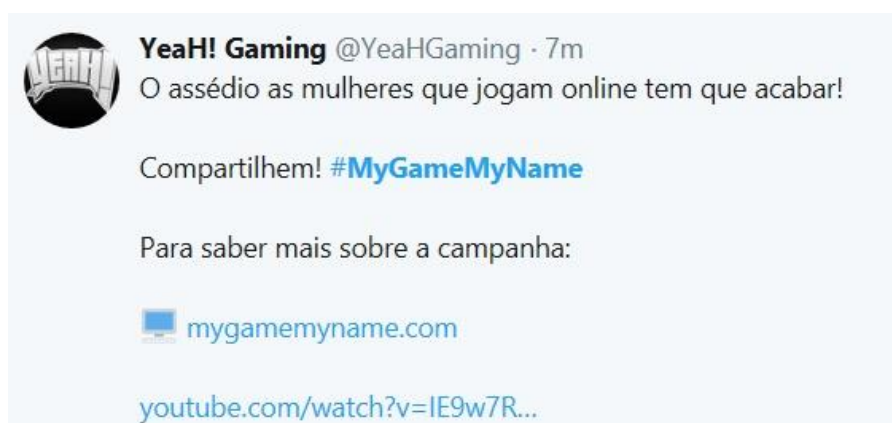 YeaH! Gaming @YeaHGaming · 7m
O assédio as mulheres que jogam online tem que acabar!
Compartilhem! #MyGameMyName
Para saber mais sobre a campanha:
mygamemyname.com
youtube.com/watch?v=IE9w7R...
YEAH!